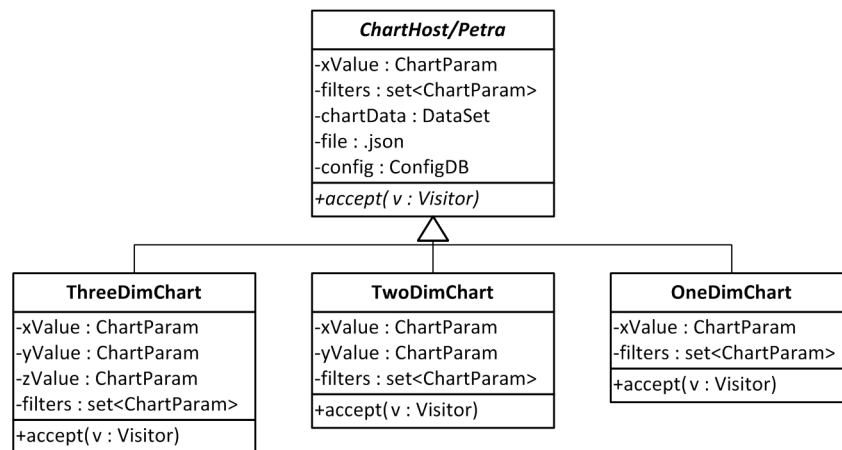 ChartHost/Petra
-xValue : ChartParam
-filters : set<ChartParam>
-chartData : DataSet
-file : .json
-config : ConfigDB
+accept( v : Visitor)
ThreeDimChart
-xValue : ChartParam
-yValue : ChartParam
-zValue : ChartParam
-filters : set<ChartParam>
+accept( v : Visitor)
TwoDimChart
-xValue : ChartParam
-yValue : ChartParam
-filters : set<ChartParam>
+accept( v : Visitor)
OneDimChart
-xValue : ChartParam
-filters : set<ChartParam>
+accept( v : Visitor)